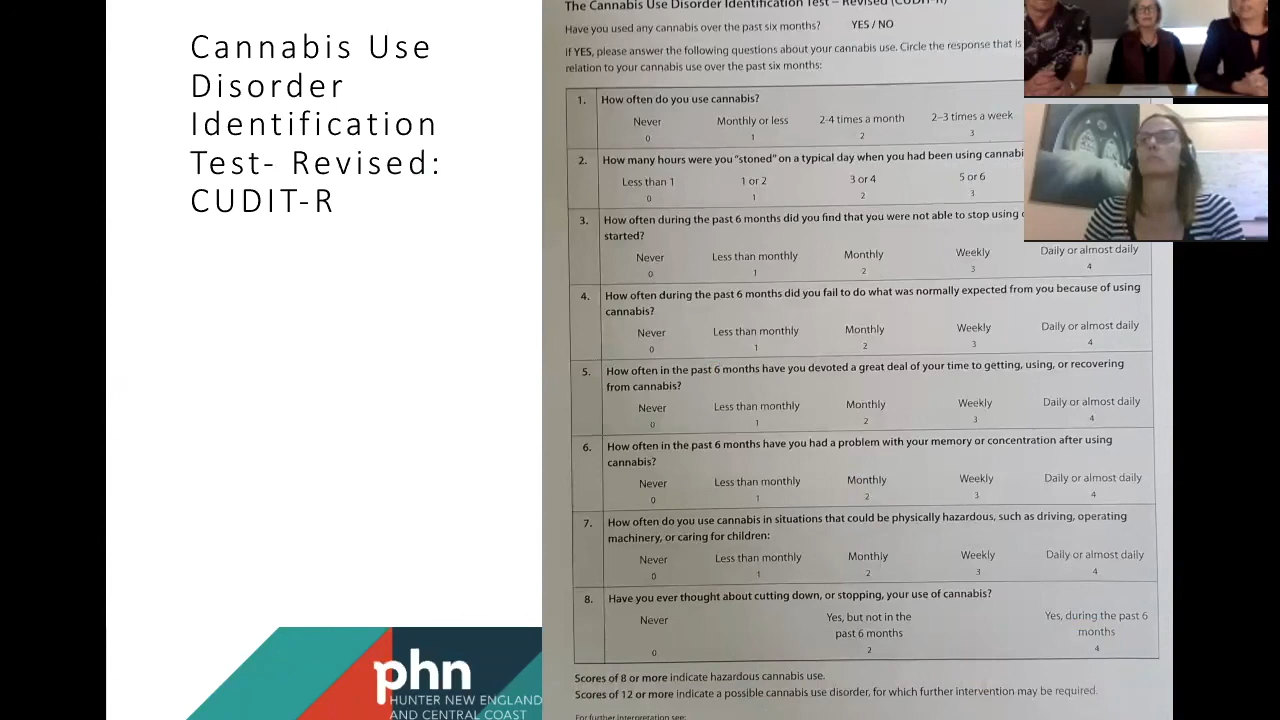 Cannabis Use
Disorder
Identification
Test- Revised:
CUDIT-R
phn
HUNTER NEW ENGLAND
AND CENTRAL COAST
The Cannabis Use Disorder Identification Test – Revised (CUDIT-R)
Have you used any cannabis over the past six months? YES / NO
If YES, please answer the following questions about your cannabis use. Circle the response that is
relation to your cannabis use over the past six months:
1. How often do you use cannabis?
Never Monthly or less 2-4 times a month 2–3 times a week
0 1 2 3
2. How many hours were you “stoned” on a typical day when you had been using cannabi
Less than 1 1 or 2 3 or 4 5 or 6
0 1 2 3
3. How often during the past 6 months did you find that you were not able to stop using
started?
Never Less than monthly Monthly Weekly Daily or almost daily
0 1 2 3 4
4. How often during the past 6 months did you fail to do what was normally expected from you because of using
cannabis?
Never Less than monthly Monthly Weekly Daily or almost daily
0 1 2 3 4
5. How often in the past 6 months have you devoted a great deal of your time to getting, using, or recovering
from cannabis?
Never Less than monthly Monthly Weekly Daily or almost daily
0 1 2 3 4
6. How often in the past 6 months have you had a problem with your memory or concentration after using
cannabis?
Never Less than monthly Monthly Weekly Daily or almost daily
0 1 2 3 4
7. How often do you use cannabis in situations that could be physically hazardous, such as driving, operating
machinery, or caring for children:
Never Less than monthly Monthly Weekly Daily or almost daily
0 1 2 3 4
8. Have you ever thought about cutting down, or stopping, your use of cannabis?
Never Yes, but not in the Yes, during the past 6
past 6 months months
0 2 4
Scores of 8 or more indicate hazardous cannabis use.
Scores of 12 or more indicate a possible cannabis use disorder, for which further intervention may be required.
For further interpretation see: